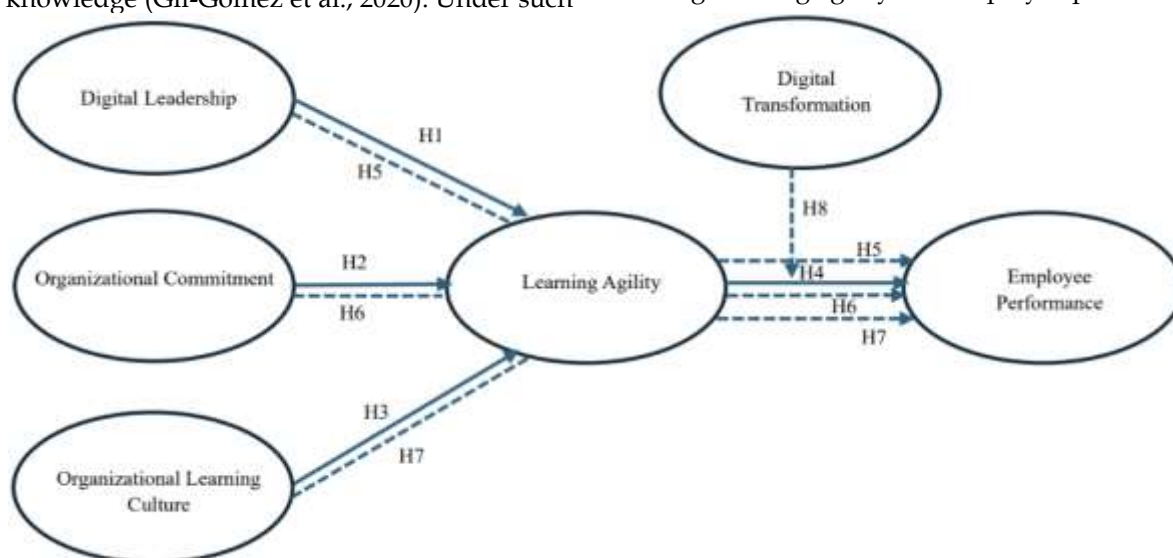 knowledge (Gil-Gómez et al., 2020). Under such
Digital Leadership
Digital
Transformation
H1
H5
H8
Organizational Commitment
H2
H6
Learning Agility
H5
H4
H6
H7
Employee
Performance
H3
H7
Organizational Learning
Culture